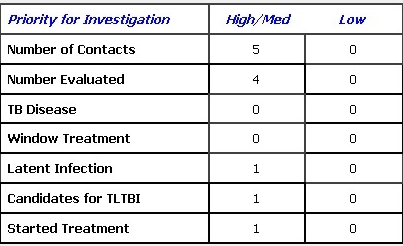 Priority for Investigation High/Med Low
Number of Contacts 5 0
Number Evaluated 4 0
TB Disease 0 0
Window Treatment 0 0
Latent Infection 1 0
Candidates for TLTBI 1 0
Started Treatment 1 0